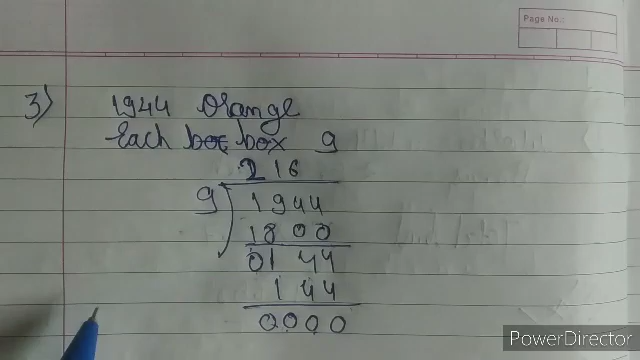 Page No.:
3) 1944 Orange
Each box box 9
216
9 1944
1800
0144
144
0000
PowerDirector